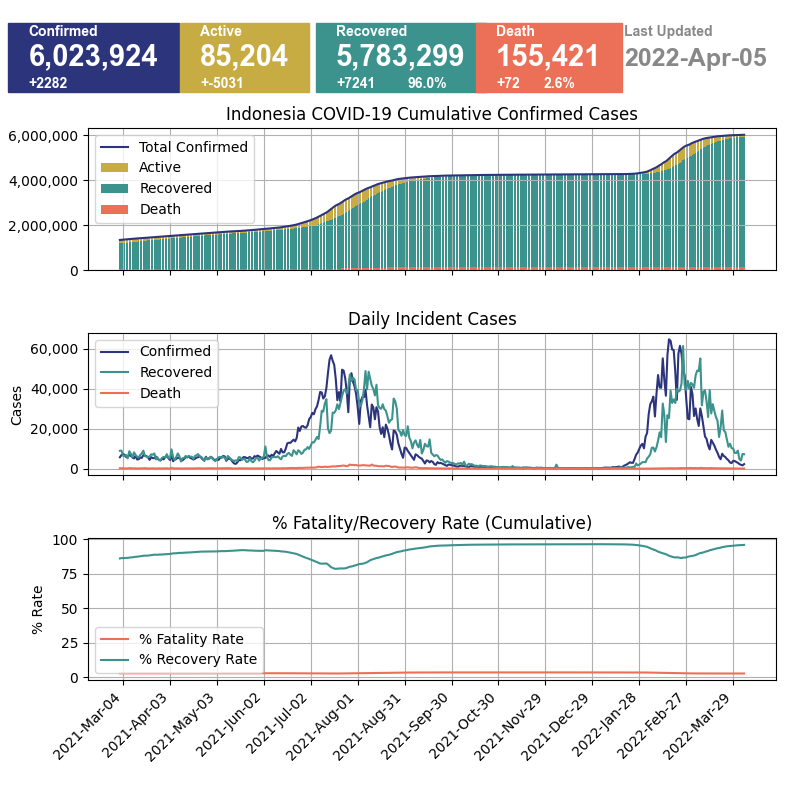 Confirmed
6,023,924
+2282
Active
85,204
+-5031
Recovered
5,783,299
+7241 96.0%
Death
155,421
+72 2.6%
Last Updated
2022-Apr-05
Indonesia COVID-19 Cumulative Confirmed Cases
6,000,000
4,000,000
2,000,000
0
Total Confirmed
Active
Recovered
Death
Daily Incident Cases
Cases
60,000
40,000
20,000
0
Confirmed
Recovered
Death
% Fatality/Recovery Rate (Cumulative)
% Rate
100
75
50
25
0
% Fatality Rate
% Recovery Rate
2021-Mar-04
2021-Apr-03
2021-May-03
2021-Jun-02
2021-Jul-02
2021-Aug-01
2021-Aug-31
2021-Sep-30
2021-Oct-30
2021-Nov-29
2021-Dec-29
2022-Jan-28
2022-Feb-27
2022-Mar-29